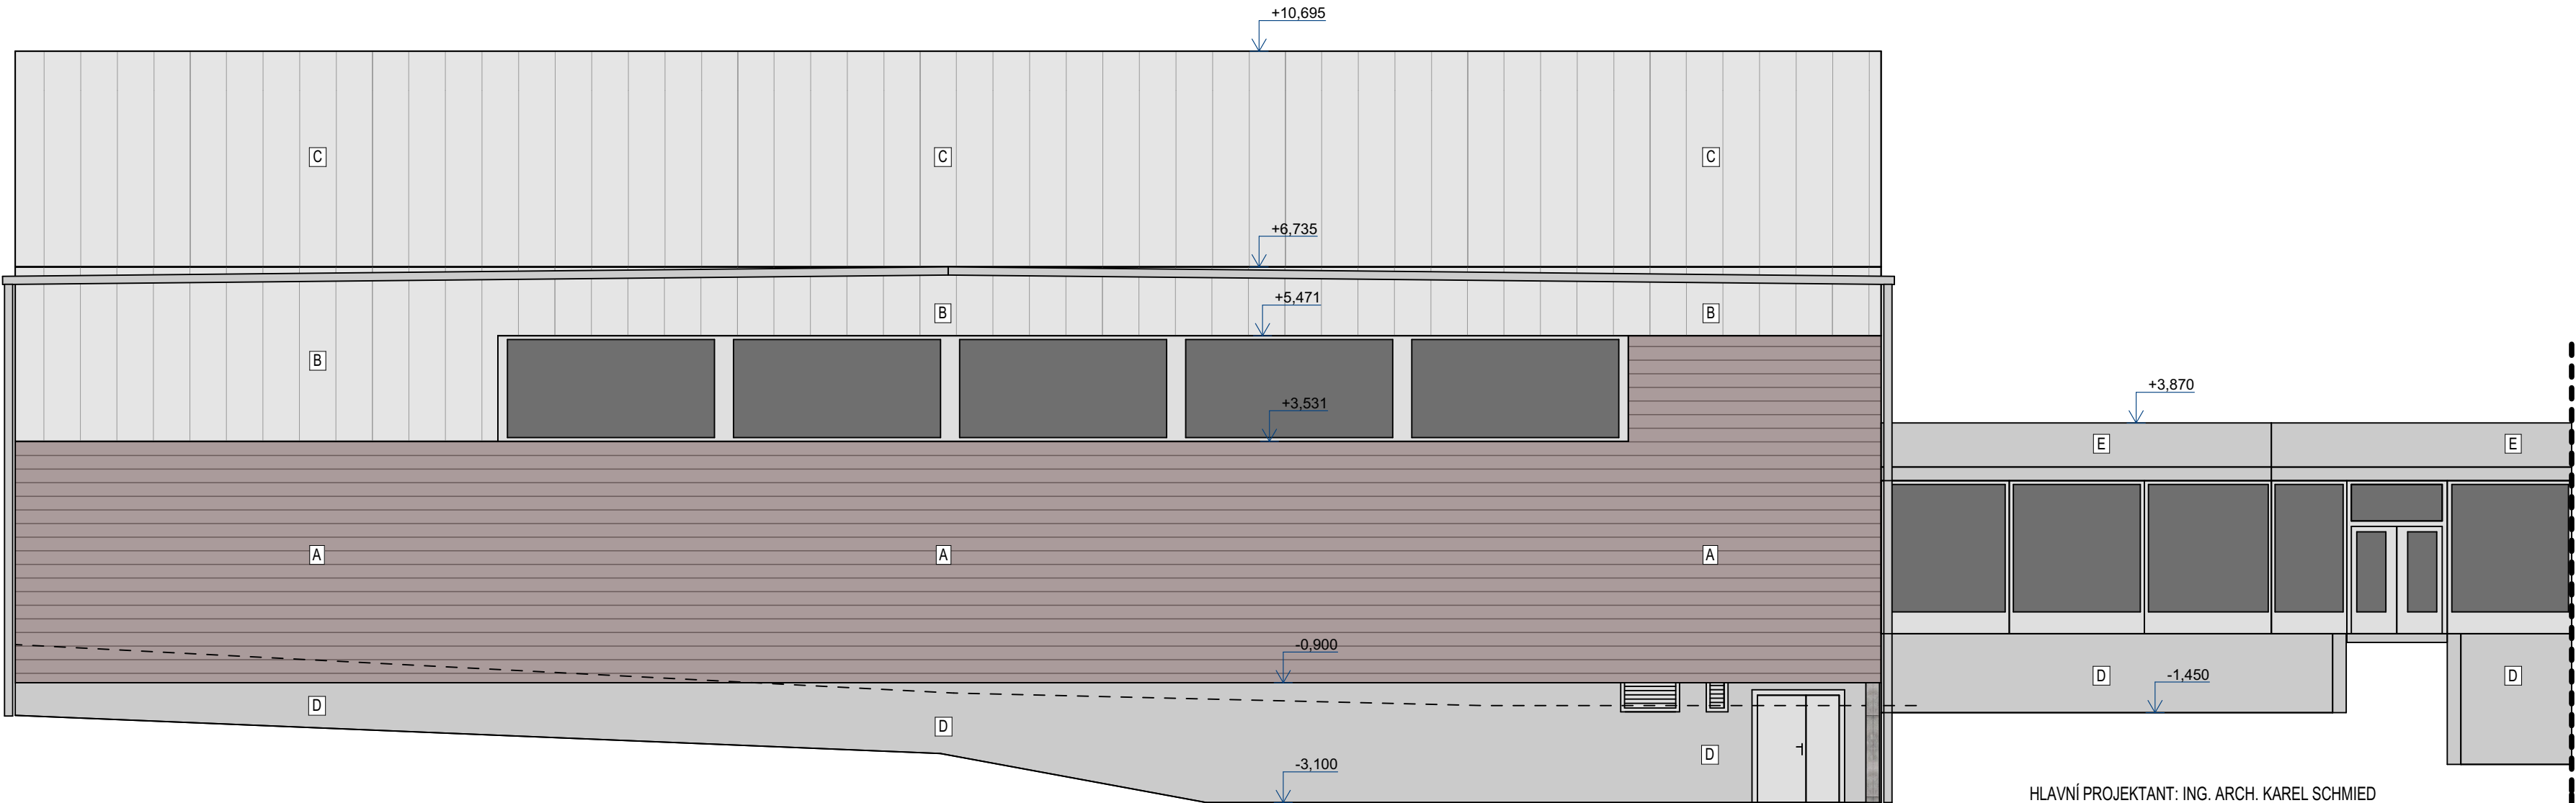 +10,695
C
C
C
+6,735
+5,471
B
B
B
+3,531
+3,870
E
E
A
A
A
-0,900
D
D
-1,450
D
D
D
-3,100
HLAVNÍ PROJEKTANT: ING. ARCH. KAREL SCHMIED